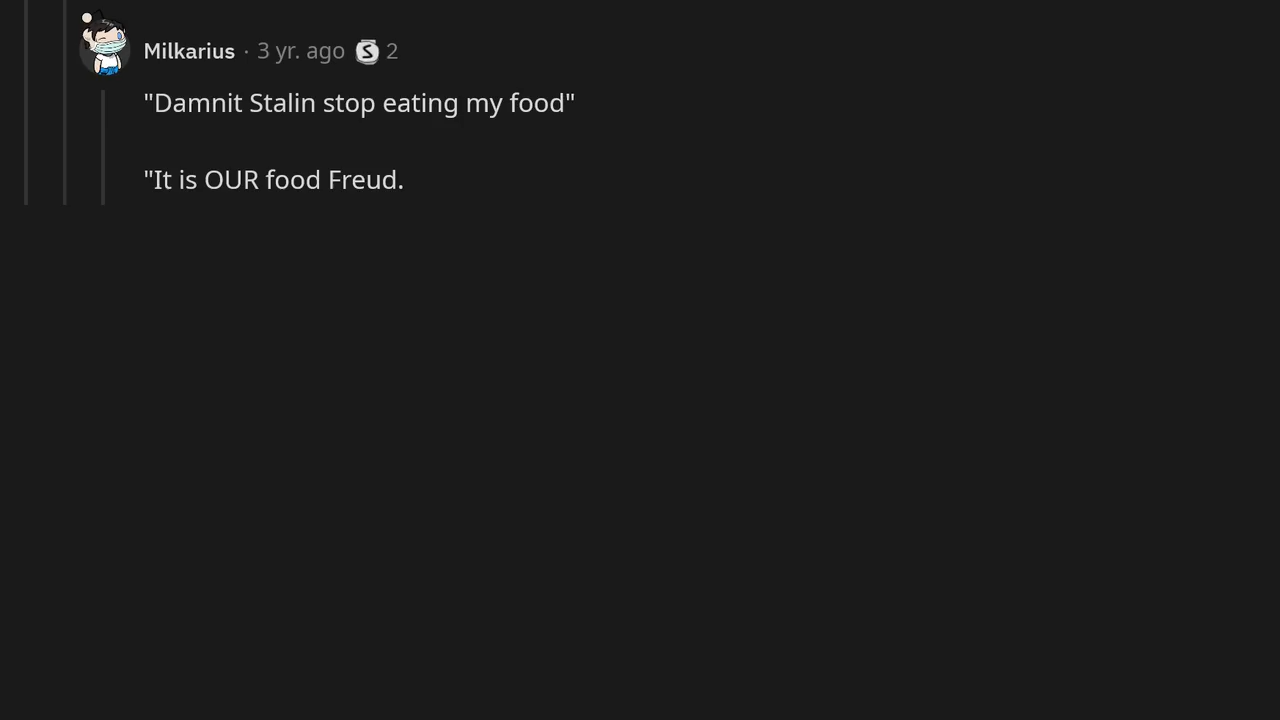 Milkarius · 3 yr. ago S 2
"Damnit Stalin stop eating my food"
"It is OUR food Freud.